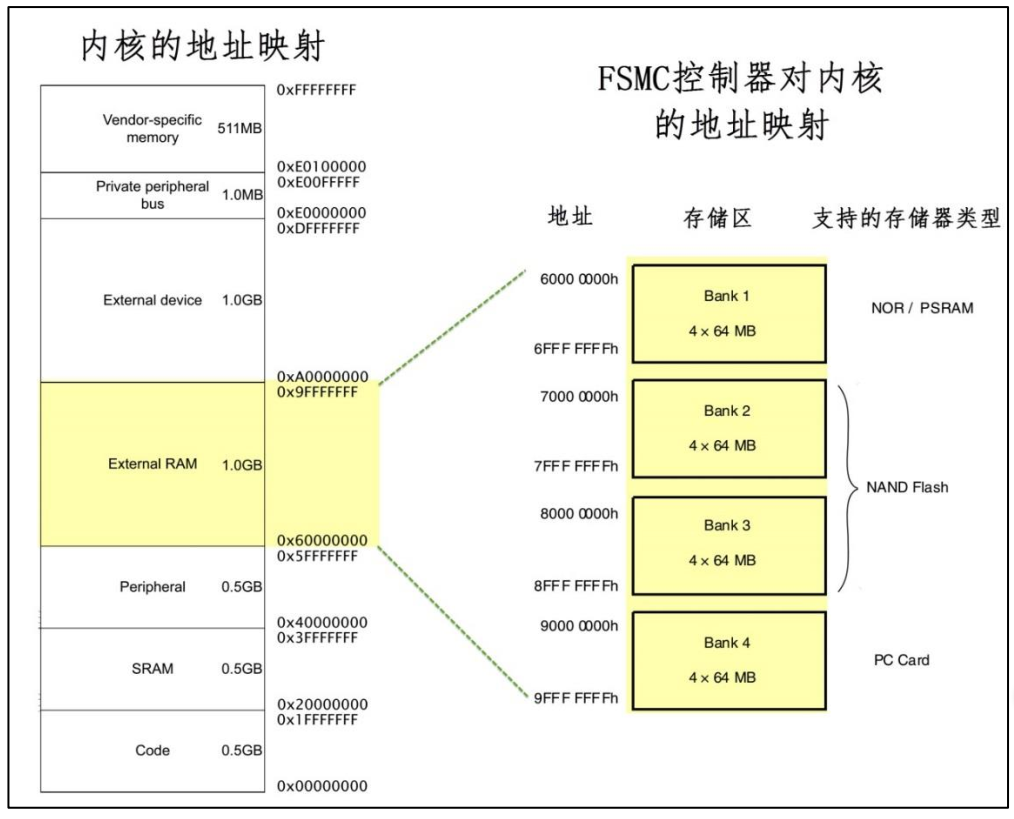 内核的地址映射
0xFFFFFFFF
Vendor-specific
memory
511MB
0xE0100000
0xE00FFFFF
Private peripheral
bus
1.0MB
0xE0000000
0xDFFFFFFF
External device 1.0GB
0xA0000000
0x9FFFFFFF
External RAM 1.0GB
0x60000000
0x5FFFFFFF
Peripheral 0.5GB
0x40000000
0x3FFFFFFF
SRAM 0.5GB
0x20000000
0x1FFFFFFF
Code 0.5GB
0x00000000
FSMC控制器对内核
的地址映射
地址 存储区 支持的存储器类型
6000 0000h
Bank 1
4 × 64 MB
6FFF FFFFh
NOR / PSRAM
7000 0000h
Bank 2
4 × 64 MB
7FFF FFFFh
NAND Flash
8000 0000h
Bank 3
4 × 64 MB
8FFF FFFFh
9000 0000h
Bank 4
4 × 64 MB
9FFF FFFFh
PC Card